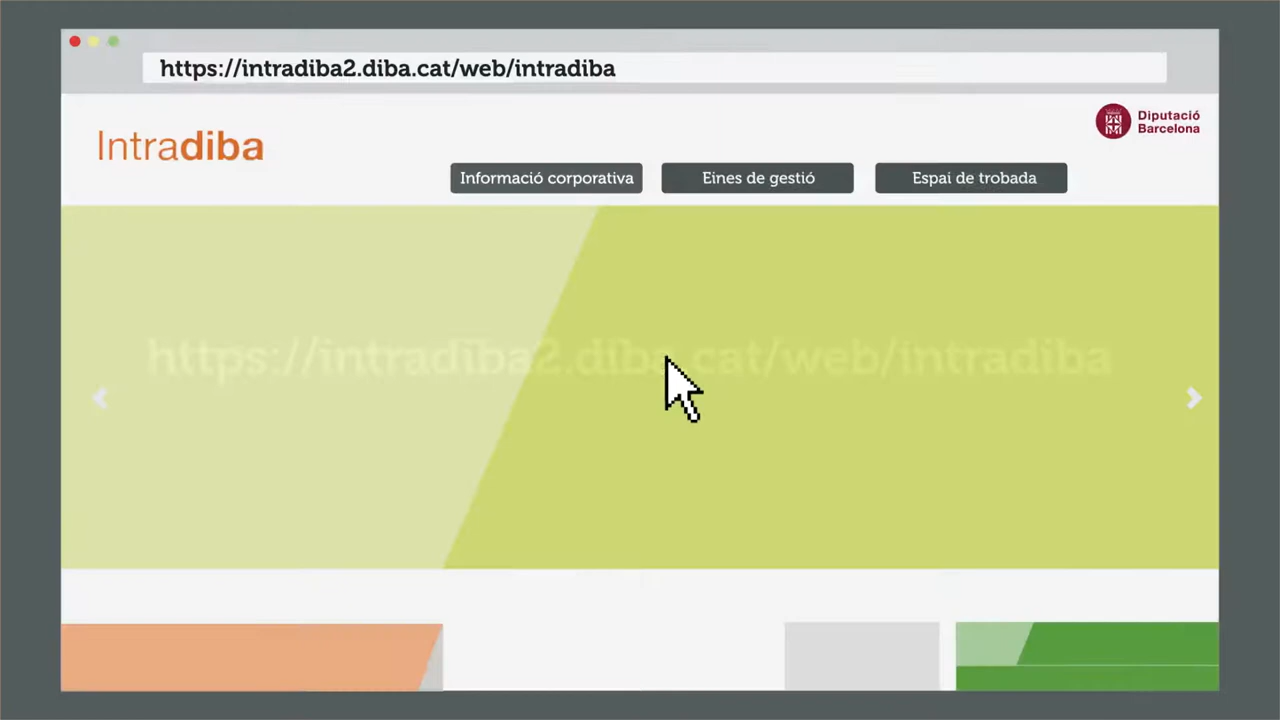 https://intradiba2.diba.cat/web/intradiba
Intradiba
Diputació
Barcelona
Informació corporativa
Eines de gestió
Espai de trobada
https://intradiba2.diba.cat/web/intradiba